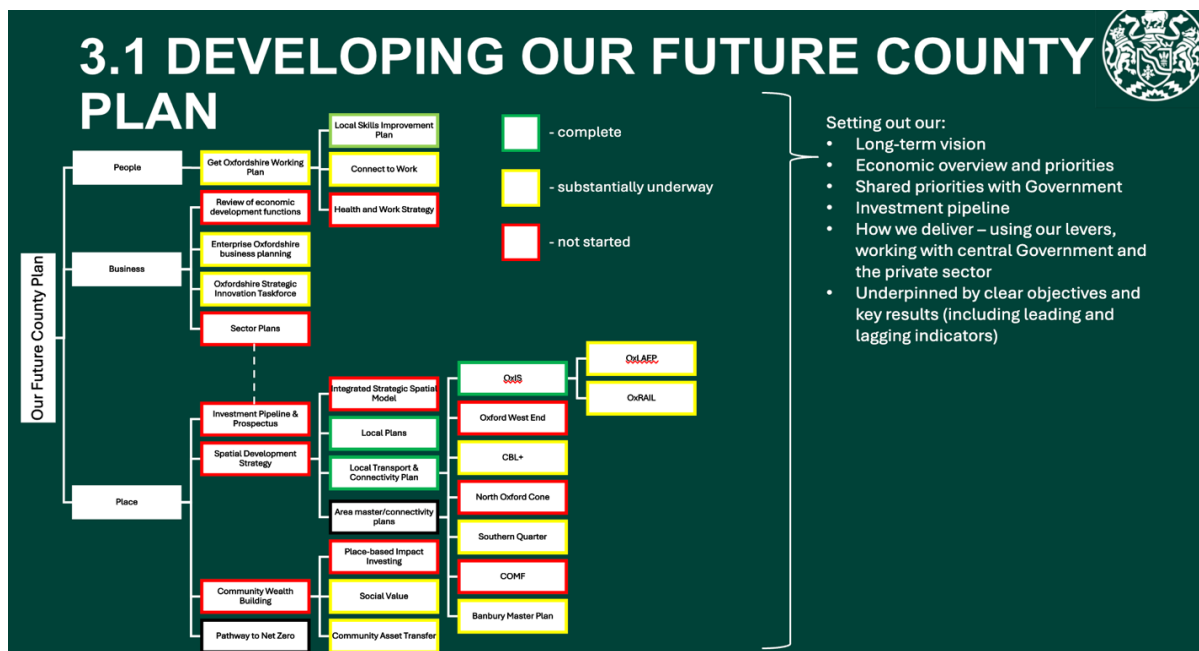 3.1 DEVELOPING OUR FUTURE COUNTY
PLAN
Our Future County Plan
People
Get Oxfordshire Working
Plan
Local Skills Improvement
Plan
Connect to Work
Health and Work Strategy
Business
Review of economic
development functions
Enterprise Oxfordshire
business planning
Oxfordshire Strategic
Innovation Taskforce
Sector Plans
Place
Investment Pipeline &
Prospectus
Spatial Development
Strategy
Integrated Strategic Spatial
Model
Local Plans
Local Transport &
Connectivity Plan
Area master/connectivity
plans
OxIS
OxLAEP
OxRAIL
Oxford West End
CBL+
North Oxford Cone
Southern Quarter
COMF
Banbury Master Plan
Community Wealth
Building
Place-based Impact
Investing
Social Value
Community Asset Transfer
Pathway to Net Zero
- complete
- substantially underway
- not started
Setting out our:
• Long-term vision
• Economic overview and priorities
• Shared priorities with Government
• Investment pipeline
• How we deliver – using our levers,
working with central Government and
the private sector
• Underpinned by clear objectives and
key results (including leading and
lagging indicators)